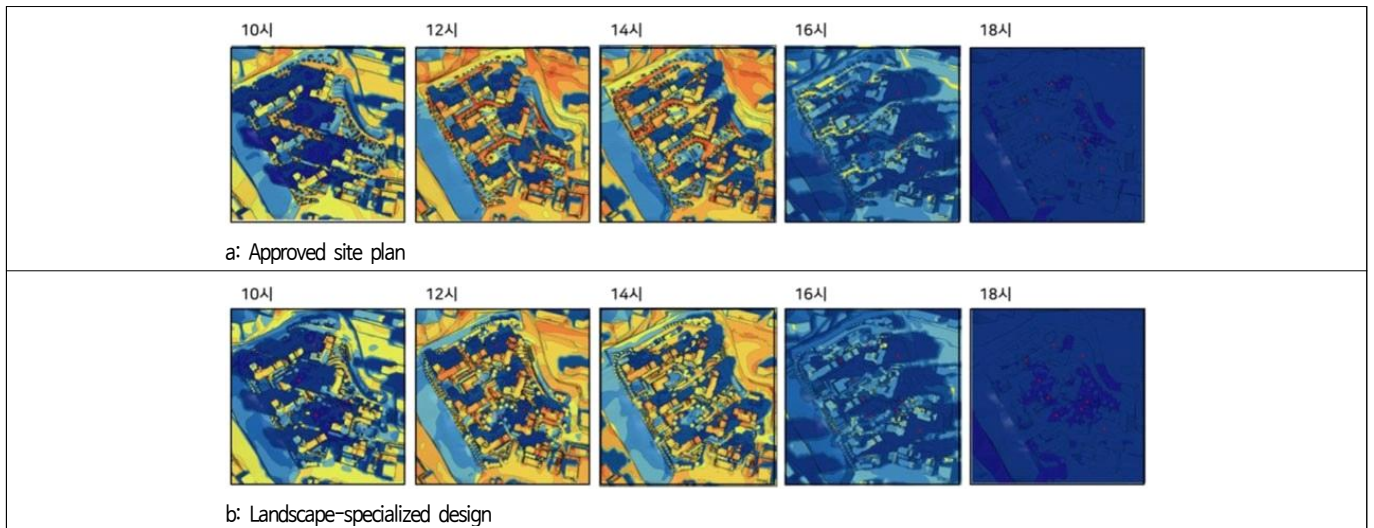 10시 12시 14시 16시 18시
a: Approved site plan
10시 12시 14시 16시 18시
b: Landscape-specialized design